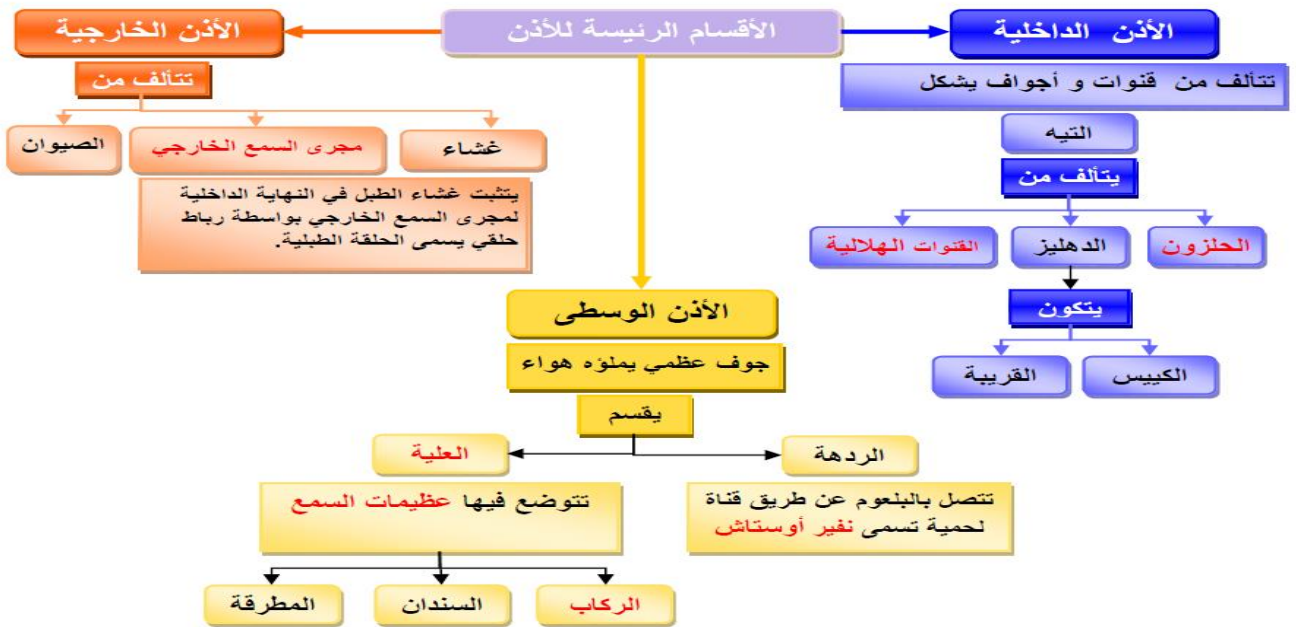 الأقسام الرئيسة للأذن
الأذن الداخلية
تتألف من قنوات و أجواف يشكل
التيه
يتألف من
الحلزون
الدهليز
القنوات الهلالية
يتكون
الكييس
القريبة
الأذن الخارجية
تتألف من
غشاء
مجرى السمع الخارجي
الصيوان
يتثبت غشاء الطبل في النهاية الداخلية
لمجرى السمع الخارجي بواسطة رباط
حلقي يسمى الحلقة الطبلية.
الأذن الوسطى
جوف عظمي يملؤه هواء
يقسم
الردهة
تتصل بالبلعوم عن طريق قناة
لحمية تسمى نفير أوستاش
العلية
تتوضع فيها عظيمات السمع
الركاب
السندان
المطرقة